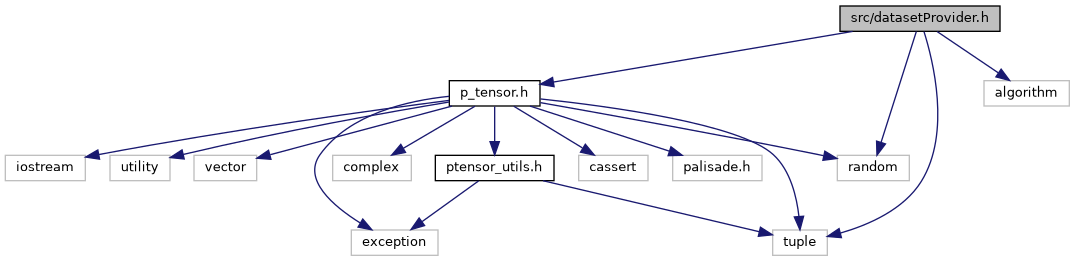 src/datasetProvider.h
p_tensor.h
algorithm
iostream
utility
vector
complex
ptensor_utils.h
cassert
palisade.h
random
exception
tuple